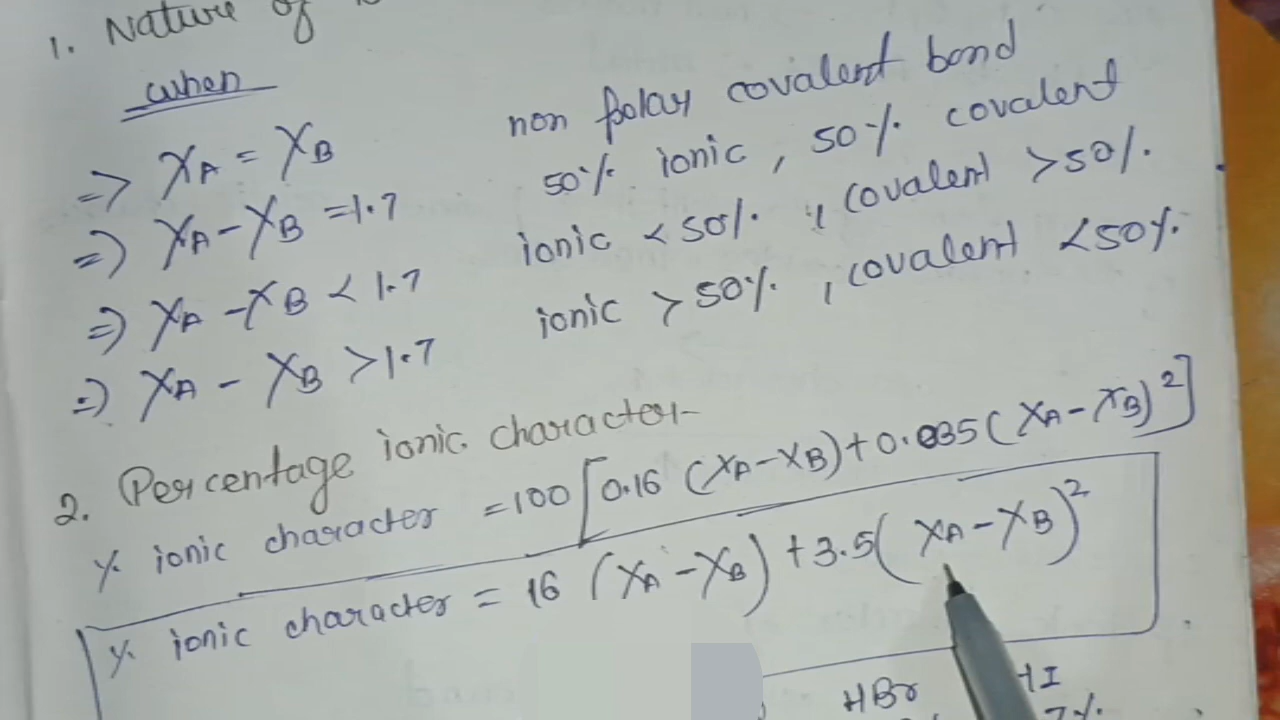 1. Nature of
when
=> XA = XB non polar covalent bond
=> XA - XB = 1.7 50% ionic, 50% covalent
=> XA - XB < 1.7 ionic < 50%, covalent > 50%.
=> XA - XB > 1.7 ionic > 50%, covalent < 50%.
2. Percentage ionic character-
% ionic character = 100 [0.16 (XA - XB) + 0.035 (XA - XB)²]
% ionic character = 16 (XA - XB) + 3.5 (XA - XB)²
HBr HI
7%.